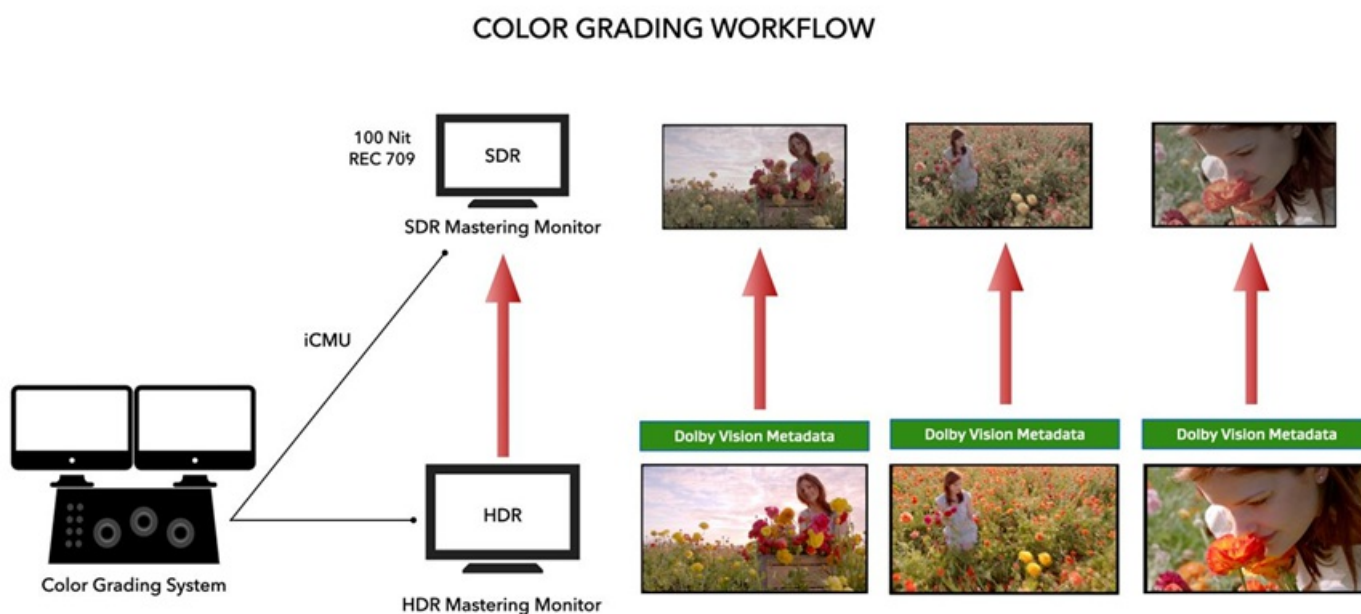 COLOR GRADING WORKFLOW
100 Nit
REC 709
SDR
SDR Mastering Monitor
iCMU
Dolby Vision Metadata
Dolby Vision Metadata
Dolby Vision Metadata
HDR
Color Grading System
HDR Mastering Monitor